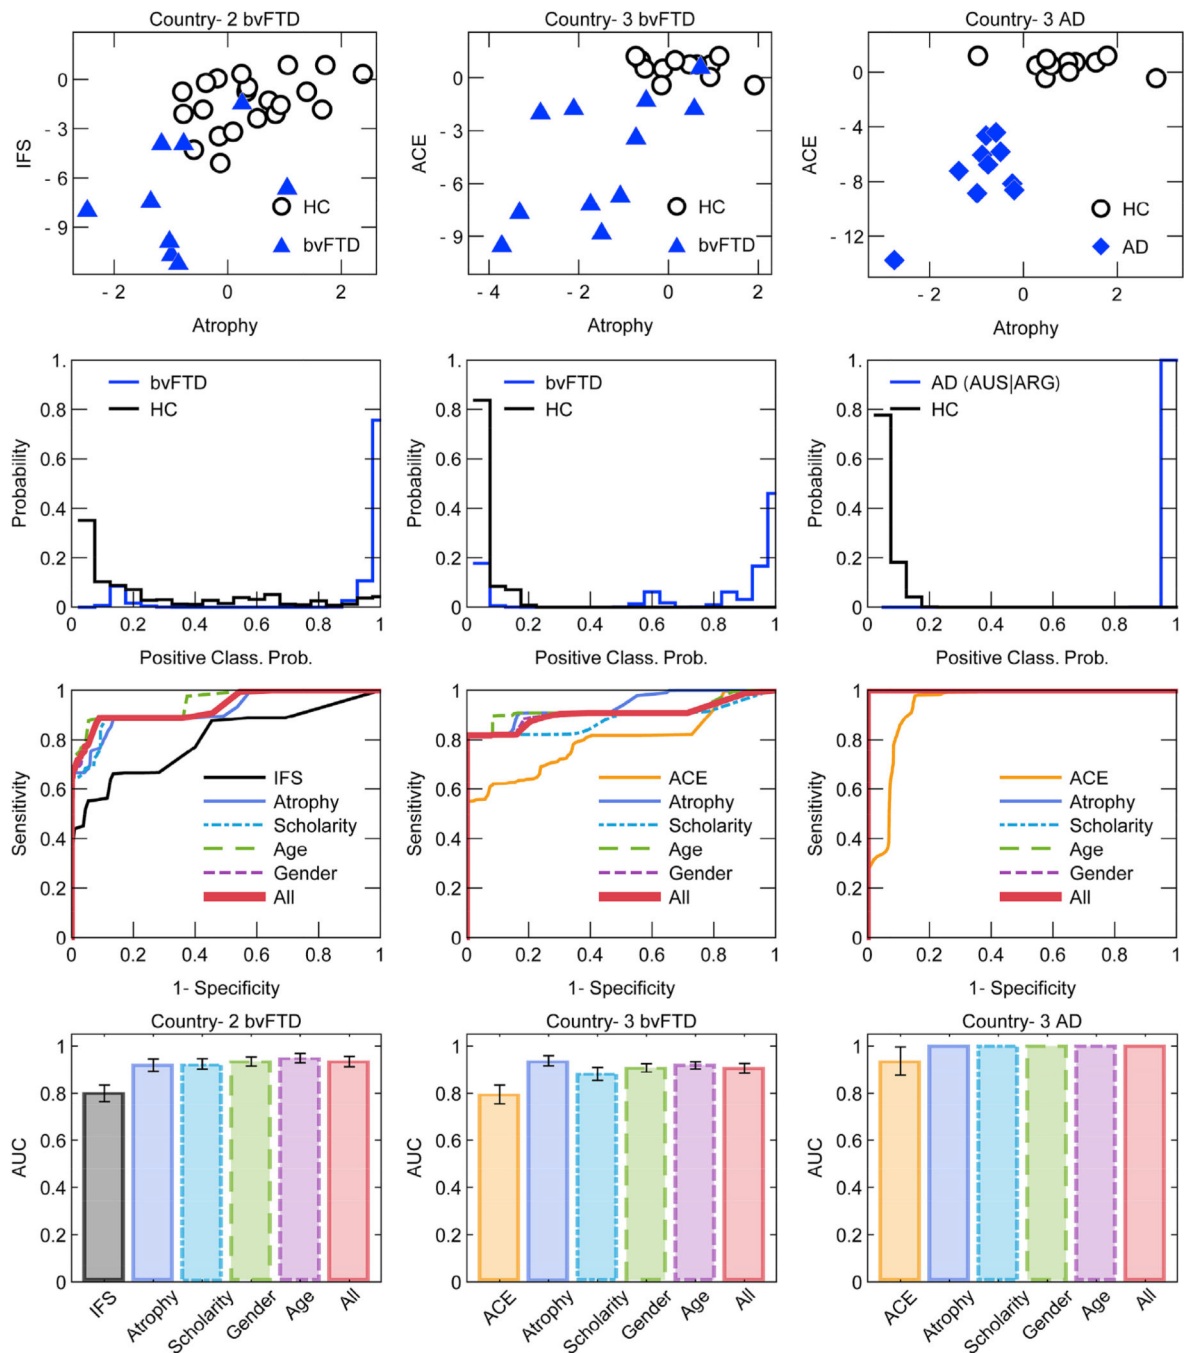 Country- 2 bvFTD
0
- 3
- 6
- 9
IFS
HC
bvFTD
- 2
0
2
Atrophy
Country- 3 bvFTD
0
- 3
- 6
- 9
ACE
HC
bvFTD
- 4
- 3
- 2
- 1
0
1
2
Atrophy
Country- 3 AD
0
- 4
- 8
- 12
ACE
HC
AD
- 2
0
2
Atrophy
1.
0.8
0.6
0.4
0.2
0
Probability
bvFTD
HC
0
0.2
0.4
0.6
0.8
1
Positive Class. Prob.
1.
0.8
0.6
0.4
0.2
0
Probability
bvFTD
HC
0
0.2
0.4
0.6
0.8
1
Positive Class. Prob.
1.
0.8
0.6
0.4
0.2
0
Probability
AD (AUS|ARG)
HC
0
0.2
0.4
0.6
0.8
1
Positive Class. Prob.
1
0.8
0.6
0.4
0.2
0
Sensitivity
IFS
Atrophy
Scholarity
Age
Gender
All
0
0.2
0.4
0.6
0.8
1
1- Specificity
1
0.8
0.6
0.4
0.2
0
Sensitivity
ACE
Atrophy
Scholarity
Age
Gender
All
0
0.2
0.4
0.6
0.8
1
1- Specificity
1
0.8
0.6
0.4
0.2
0
Sensitivity
ACE
Atrophy
Scholarity
Age
Gender
All
0
0.2
0.4
0.6
0.8
1
1- Specificity
Country- 2 bvFTD
1
0.8
0.6
0.4
0.2
0
AUC
IFS
Atrophy
Scholarity
Gender
Age
All
Country- 3 bvFTD
1
0.8
0.6
0.4
0.2
0
AUC
ACE
Atrophy
Scholarity
Gender
Age
All
Country- 3 AD
1
0.8
0.6
0.4
0.2
0
AUC
ACE
Atrophy
Scholarity
Gender
Age
All